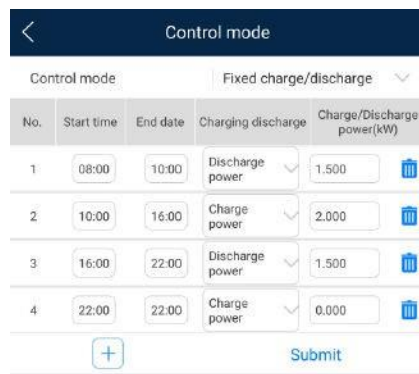 Control mode
Control mode Fixed charge/discharge
No. Start time End date Charging discharge Charge/Discharge power(kW)
1 08:00 10:00 Discharge power 1.500
2 10:00 16:00 Charge power 2.000
3 16:00 22:00 Discharge power 1.500
4 22:00 22:00 Charge power 0.000
+ Submit